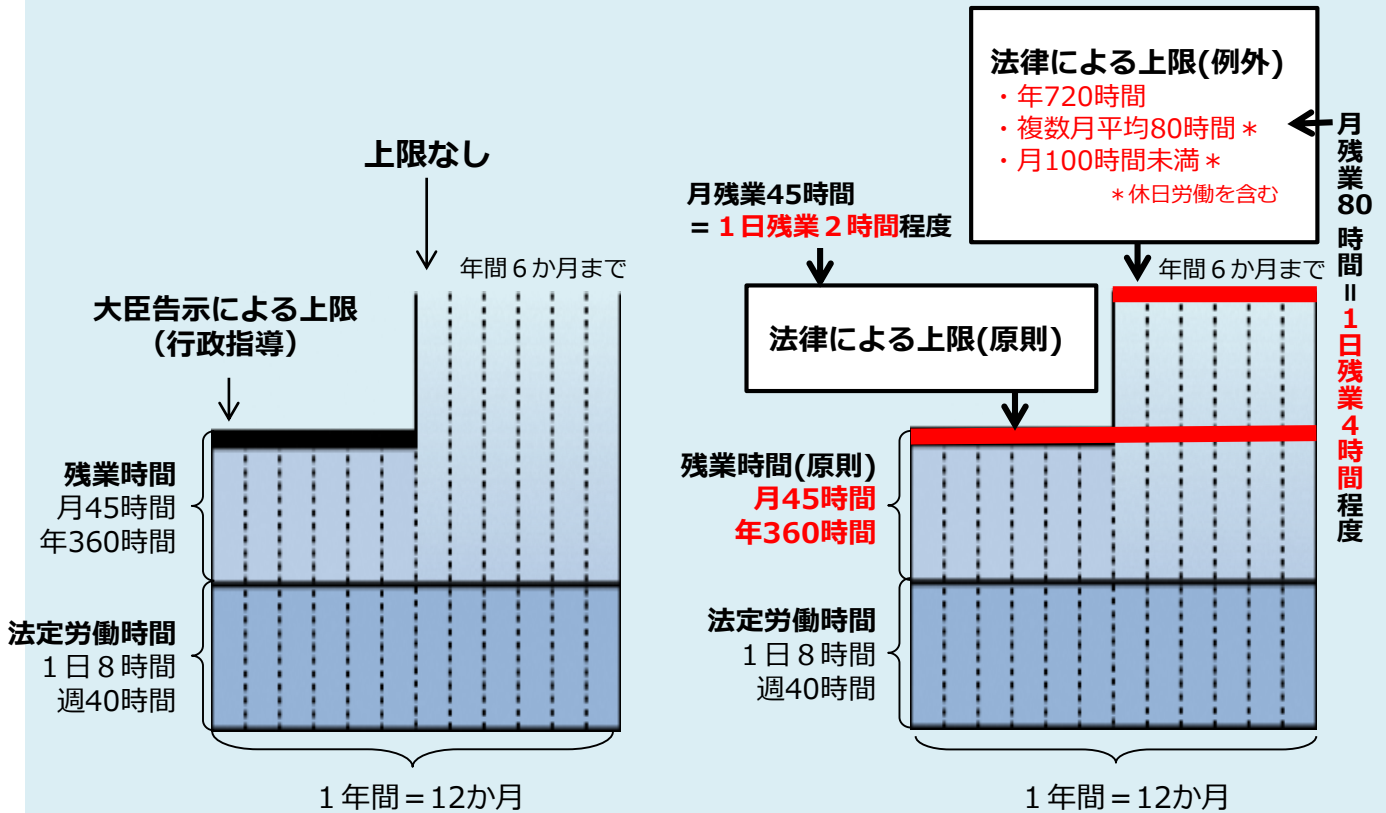 上限なし
年間６か月まで
大臣告示による上限
（行政指導）
残業時間
月45時間
年360時間
法定労働時間
１日８時間
週40時間
１年間＝12か月
法律による上限(例外)
・年720時間
・複数月平均80時間＊
・月100時間未満＊
＊休日労働を含む
月残業80時間＝１日残業４時間程度
月残業45時間
=１日残業２時間程度
年間６か月まで
法律による上限(原則)
残業時間(原則)
月45時間
年360時間
法定労働時間
１日８時間
週40時間
１年間＝12か月